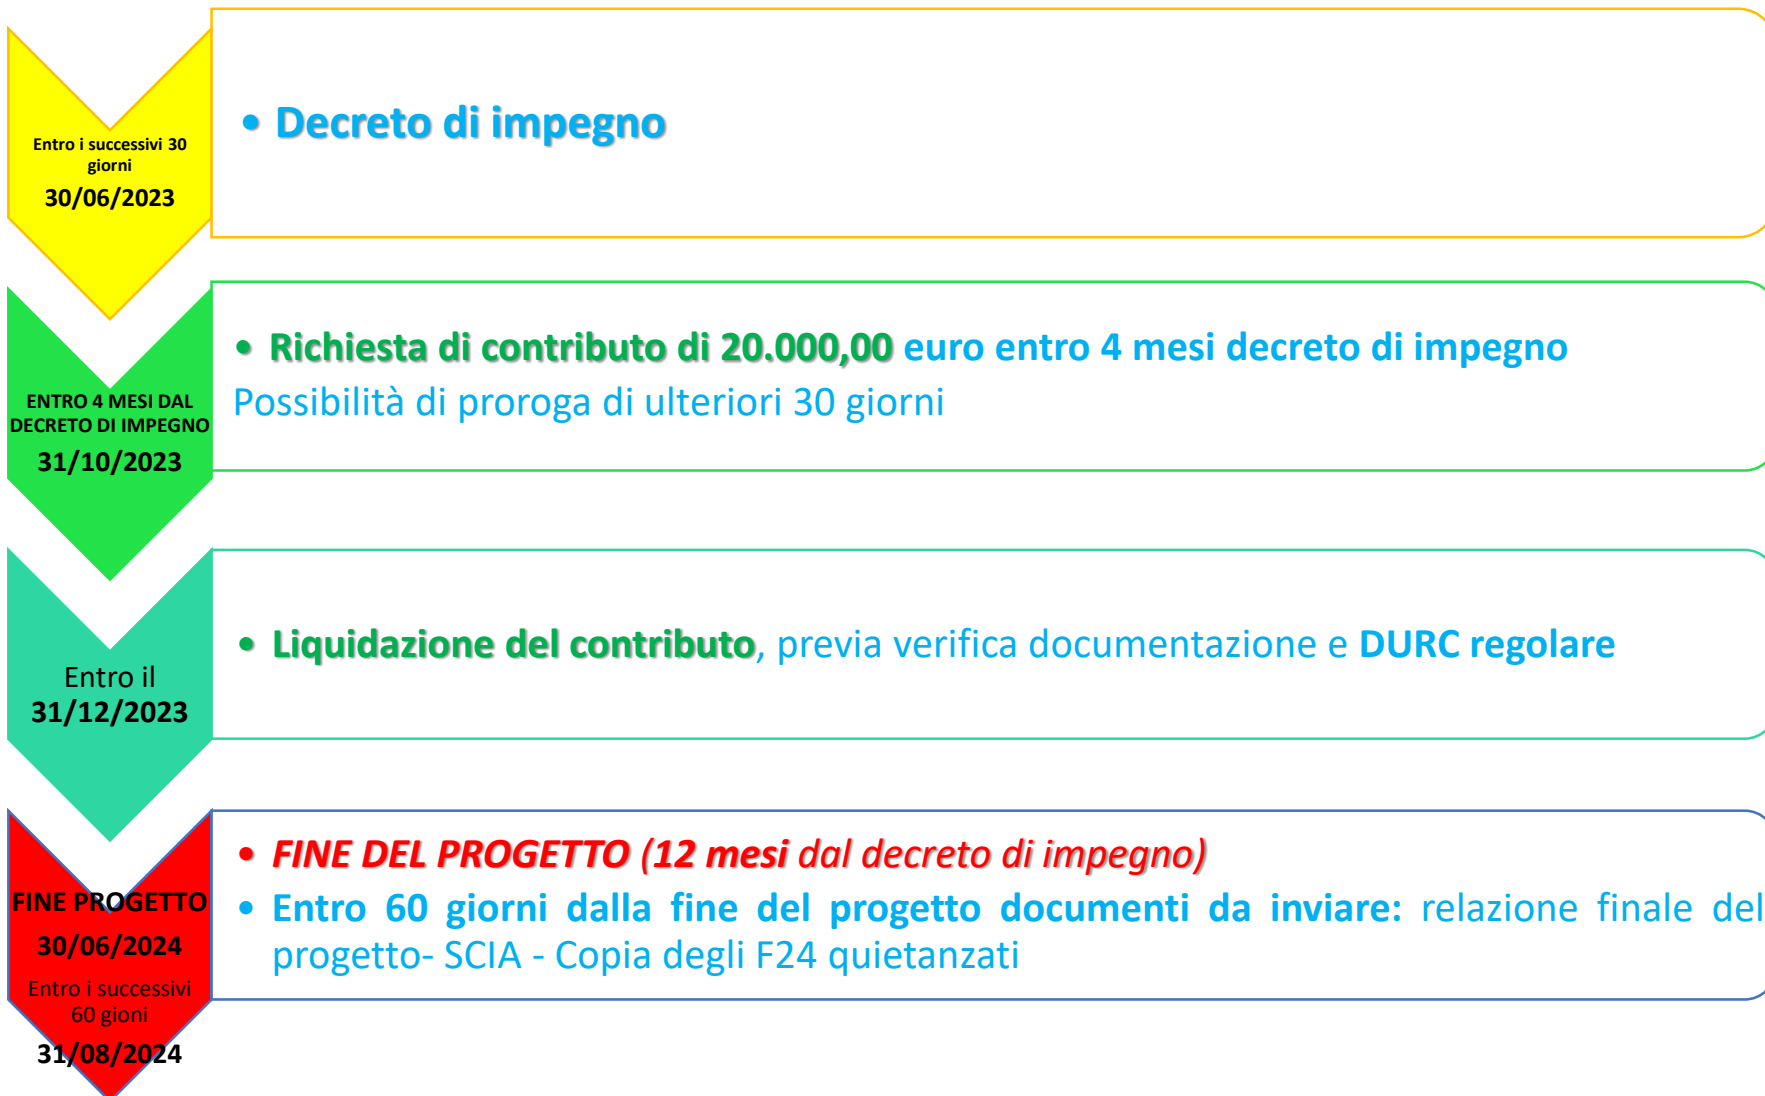 Entro i successivi 30
giorni
30/06/2023
• Decreto di impegno
ENTRO 4 MESI DAL
DECRETO DI IMPEGNO
31/10/2023
• Richiesta di contributo di 20.000,00 euro entro 4 mesi decreto di impegno
Possibilità di proroga di ulteriori 30 giorni
Entro il
31/12/2023
• Liquidazione del contributo, previa verifica documentazione e DURC regolare
FINE PROGETTO
30/06/2024
Entro i successivi
60 gioni
31/08/2024
• FINE DEL PROGETTO (12 mesi dal decreto di impegno)
• Entro 60 giorni dalla fine del progetto documenti da inviare: relazione finale del
progetto- SCIA - Copia degli F24 quietanzati